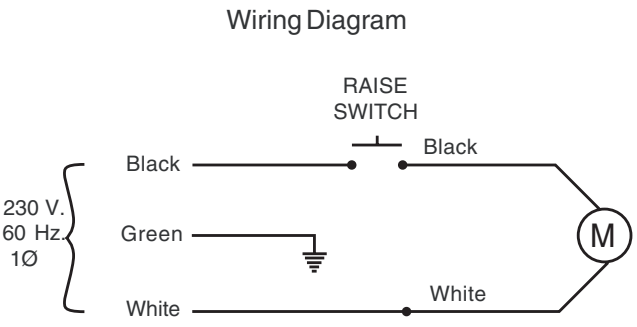 Wiring Diagram
RAISE
SWITCH
Black
Black
230 V.
60 Hz.
1Ø
Green
M
White
White